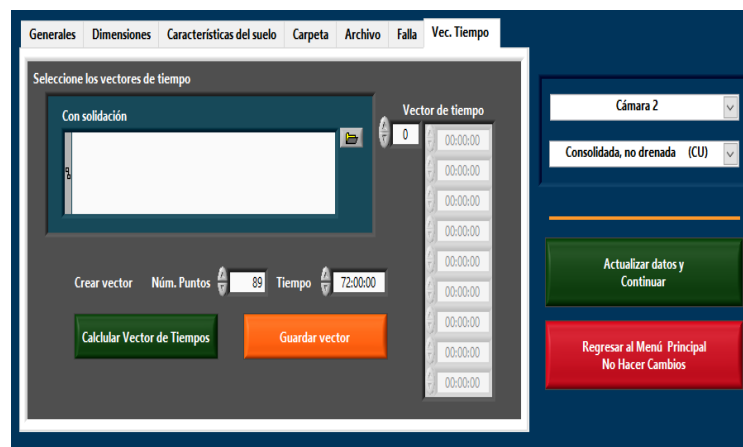 Generales Dimensiones Características del suelo Carpeta Archivo Falla Vec. Tiempo
Seleccione los vectores de tiempo
Con solidación
Vector de tiempo
0
00:00:00
00:00:00
00:00:00
00:00:00
00:00:00
00:00:00
00:00:00
00:00:00
00:00:00
Crear vector Núm. Puntos 89 Tiempo 72:00:00
Calclular Vector de Tiempos
Guardar vector
Cámara 2
Consolidada, no drenada (CU)
Actualizar datos y
Continuar
Regresar al Menú Principal
No Hacer Cambios